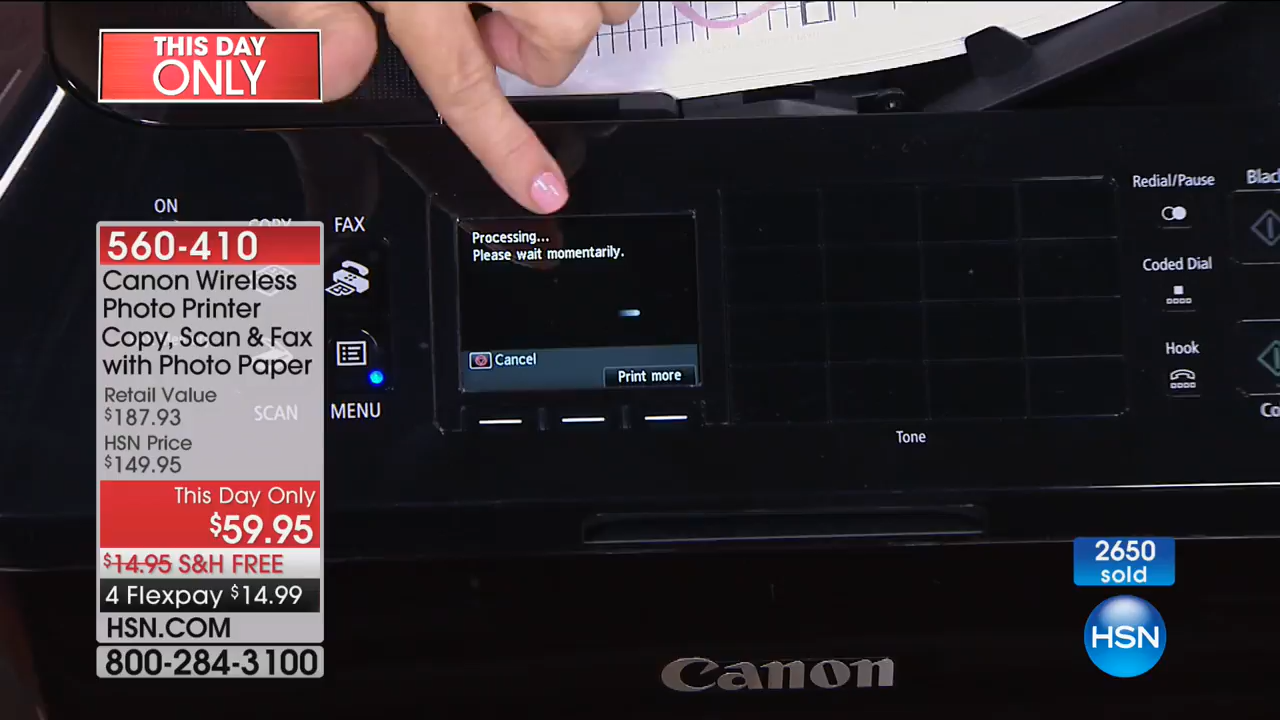 THIS DAY
ONLY
ON
COPY
FAX
560-410
Canon Wireless
Photo Printer
Copy, Scan & Fax
with Photo Paper
Retail Value
$187.93
HSN Price
$149.95
This Day Only
$59.95
$14.95 S&H FREE
4 Flexpay $14.99
HSN.COM
800-284-3100
SCAN
MENU
Processing...
Please wait momentarily.
Cancel
Print more
Redial/Pause
Coded Dial
Hook
Tone
2650
sold
HSN
Canon